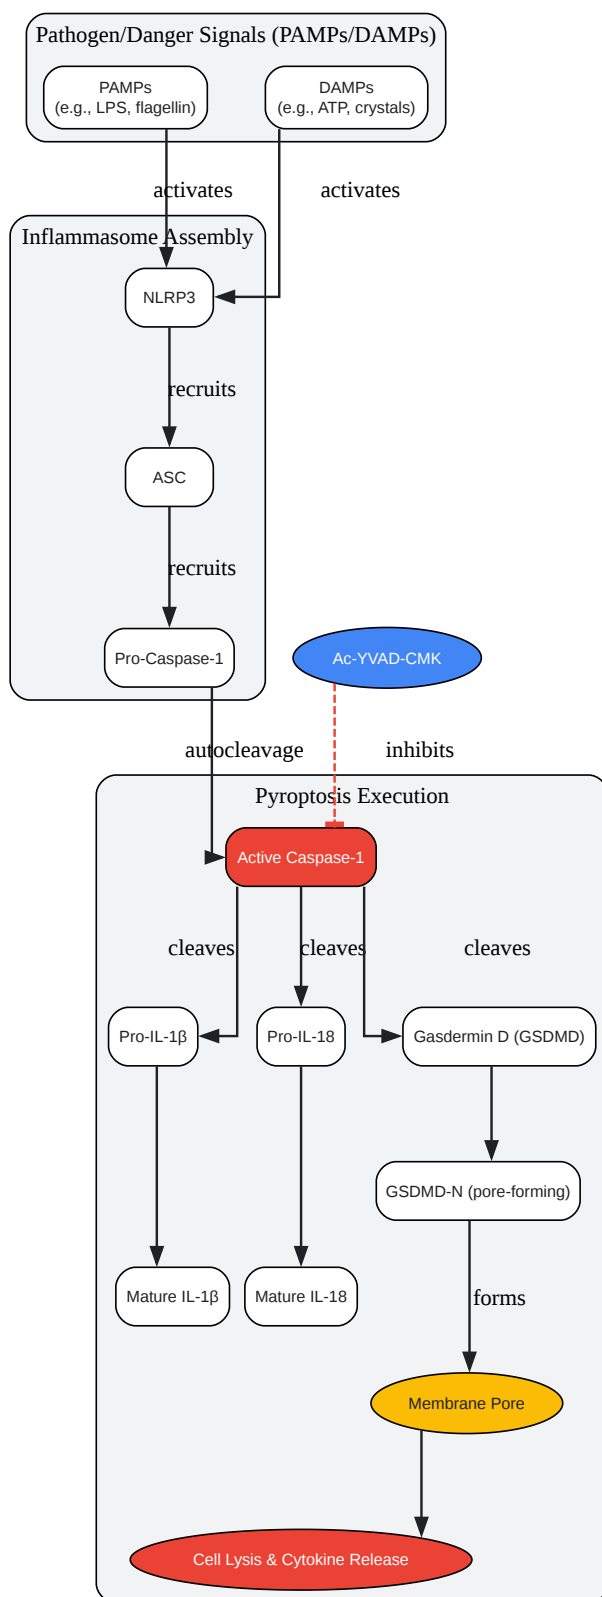 Pathogen/Danger Signals (PAMPs/DAMPs)
PAMPs
(e.g., LPS, flagellin)
DAMPs
(e.g., ATP, crystals)
activates
activates
Inflammasome Assembly
NLRP3
recruits
ASC
recruits
Pro-Caspase-1
Ac-YVAD-CMK
autocleavage
inhibits
Pyroptosis Execution
Active Caspase-1
cleaves
cleaves
cleaves
Pro-IL-1β
Pro-IL-18
Gasdermin D (GSDMD)
GSDMD-N (pore-forming)
Mature IL-1β
Mature IL-18
forms
Membrane Pore
Cell Lysis & Cytokine Release